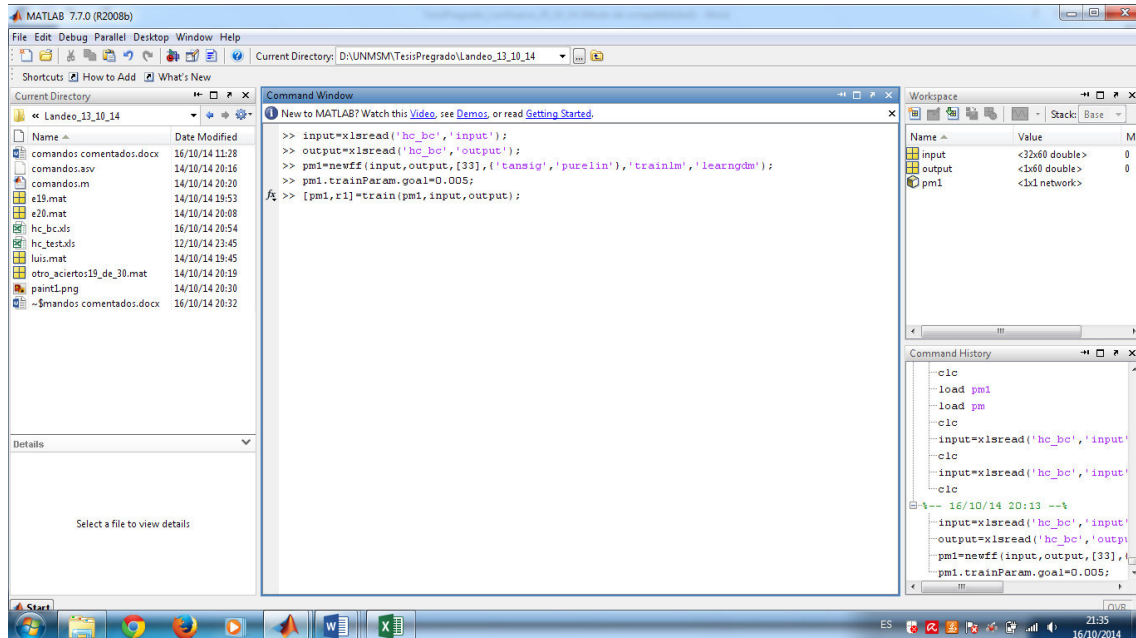 MATLAB 7.7.0 (R2008b)
File Edit Debug Parallel Desktop Window Help
Current Directory: D:\UNMSM\TesisPregrado\Landeo_13_10_14
Shortcuts How to Add What's New
Current Directory
« Landeo_13_10_14
Name Date Modified
comandos comentados.docx 16/10/14 11:28
comandos.asv 14/10/14 20:16
comandos.m 14/10/14 20:20
e19.mat 14/10/14 19:53
e20.mat 14/10/14 20:08
hc_bc.xls 16/10/14 20:54
hc_test.xls 12/10/14 23:45
luis.mat 14/10/14 19:45
otro_aciertos19_de_30.mat 14/10/14 20:19
paint1.png 14/10/14 20:30
~$mandos comentados.docx 16/10/14 20:32
Details
Select a file to view details
Command Window
New to MATLAB? Watch this Video, see Demos, or read Getting Started.
>> input=xlsread('hc_bc','input');
>> output=xlsread('hc_bc','output');
>> pm1=newff(input,output,[33],{'tansig','purelin'},'trainlm','learngdm');
>> pm1.trainParam.goal=0.005;
fx >> [pm1,r1]=train(pm1,input,output);
Workspace
Stack: Base
Name Value M
input <32x60 double> 0
output <1x60 double> 0
pm1 <1x1 network>
Command History
clc
load pm1
load pm
clc
input=xlsread('hc_bc','input'
clc
input=xlsread('hc_bc','input'
clc
%-- 16/10/14 20:13 --%
input=xlsread('hc_bc','input'
output=xlsread('hc_bc','outpu
pm1=newff(input,output,[33],{
pm1.trainParam.goal=0.005;
Start
OVR
ES
21:35
16/10/2014